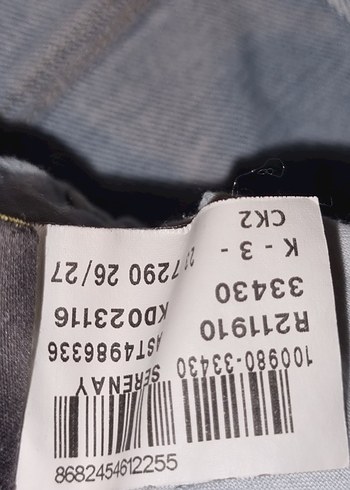 8682454612255
100980-33430 SERENAY
R211910 AST4986336
33430 KD023116
K - 3 - 7290 26/27
CK2